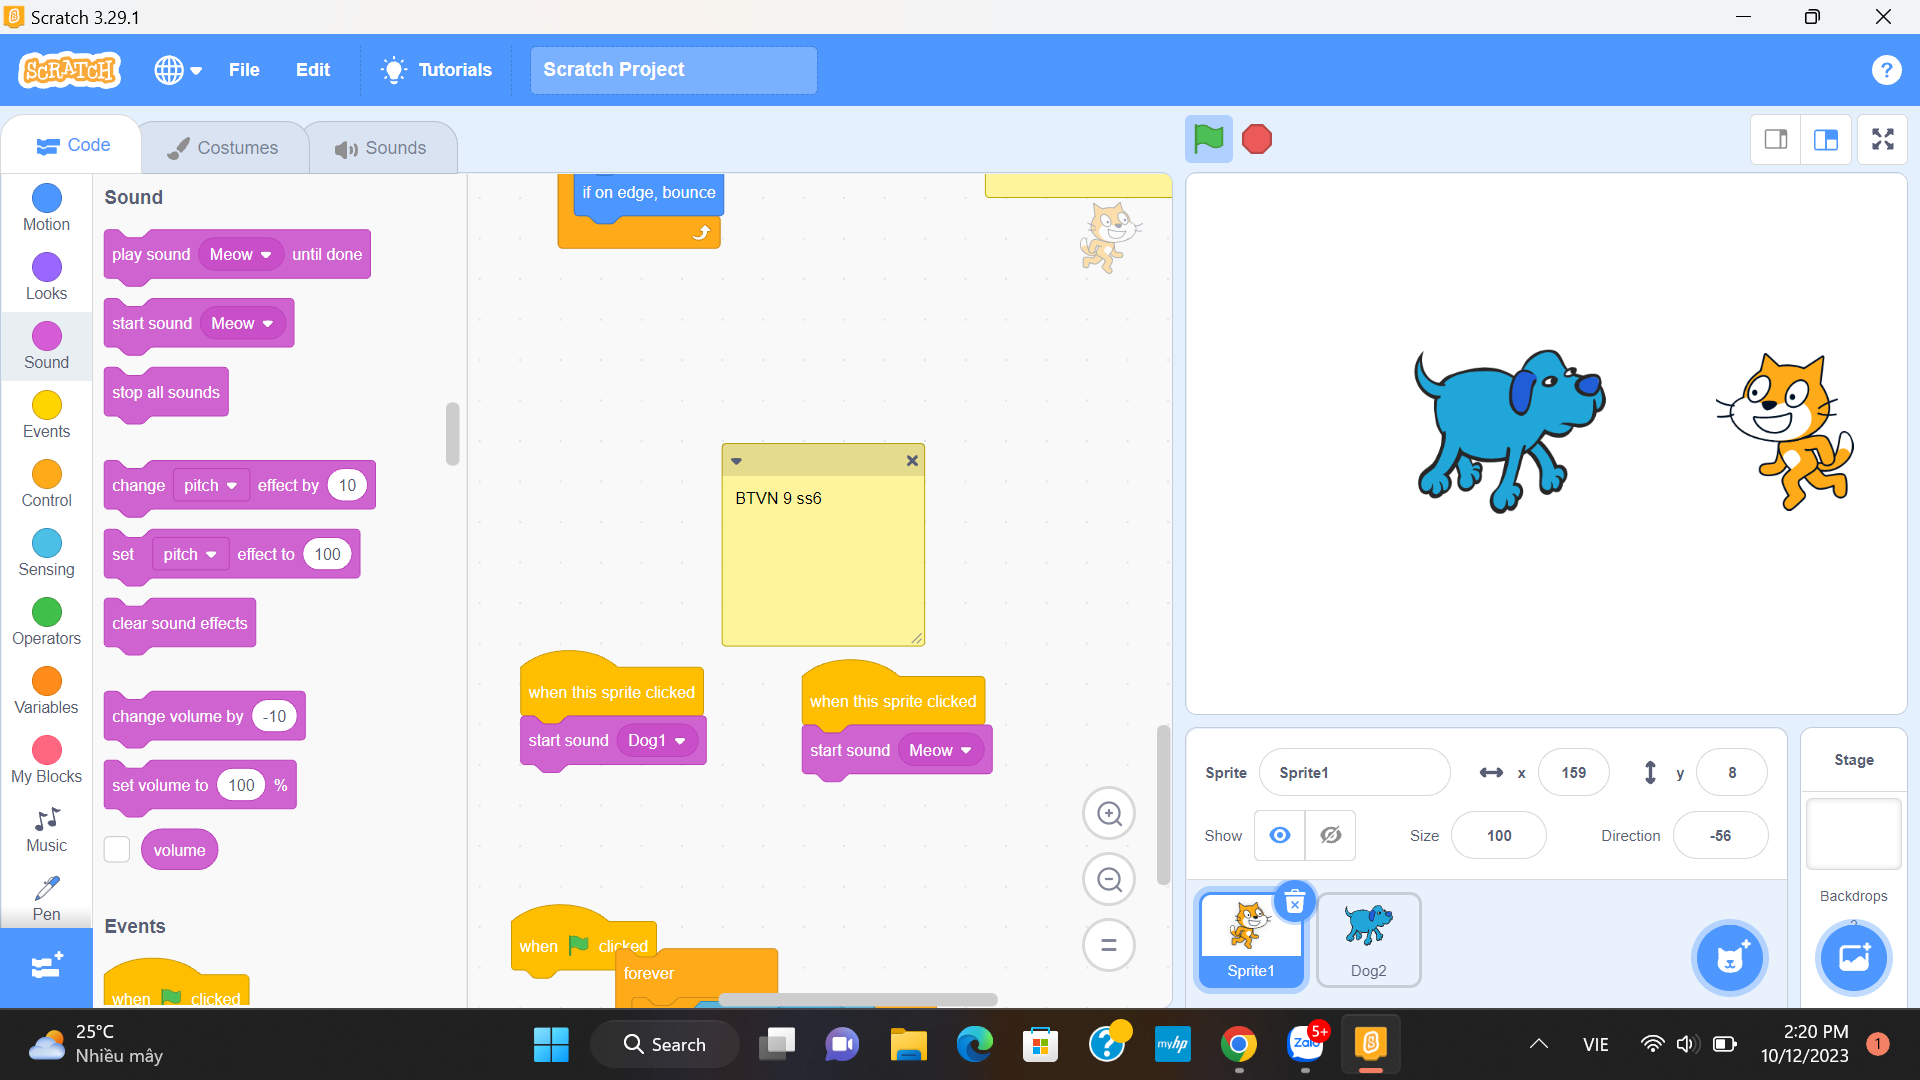 Scratch 3.29.1
SCRATCH
File
Edit
Tutorials
Scratch Project
?
Code
Costumes
Sounds
Motion
Looks
Sound
Events
Control
Sensing
Operators
Variables
My Blocks
Music
Pen
Sound
play sound Meow until done
start sound Meow
stop all sounds
change pitch effect by 10
set pitch effect to 100
clear sound effects
change volume by -10
set volume to 100 %
volume
Events
when clicked
if on edge, bounce
BTVN 9 ss6
when this sprite clicked
start sound Dog1
when this sprite clicked
start sound Meow
when clicked
forever
Sprite Sprite1 x 159 y 8
Show Size 100 Direction -56
Sprite1
Dog2
Stage
Backdrops
25°C
Nhiều mây
Search
myhp
Zalo
5+
VIE
2:20 PM
10/12/2023
1